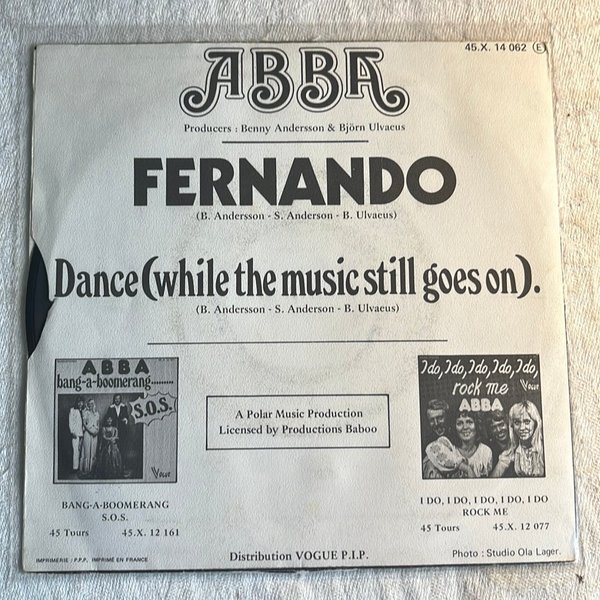 45.X. 14 062 (E)
ABBA
Producers : Benny Andersson & Björn Ulvaeus
FERNANDO
(B. Andersson - S. Anderson - B. Ulvaeus)
Dance (while the music still goes on).
(B. Andersson - S. Anderson - B. Ulvaeus)
ABBA
bang-a-boomerang.........
S.O.S.
Vogue
I do, I do, I do, I do, I do,
rock me
Vogue
ABBA
A Polar Music Production
Licensed by Productions Baboo
BANG-A-BOOMERANG
S.O.S.
45 Tours 45.X. 12 161
I DO, I DO, I DO, I DO, I DO
ROCK ME
45 Tours 45.X. 12 077
IMPRIMERIE : P.P.P. IMPRIMÉ EN FRANCE
Distribution VOGUE P.I.P.
Photo : Studio Ola Lager.